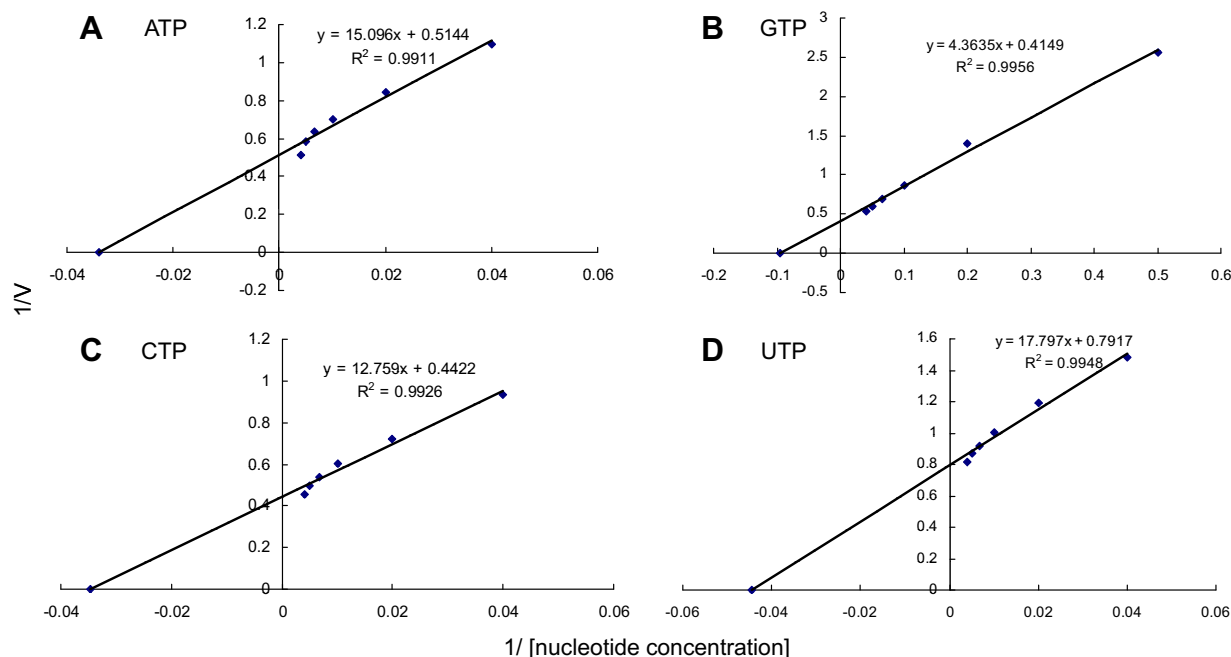 A ATP
y = 15.096x + 0.5144
R² = 0.9911
1.2
1
0.8
0.6
0.4
0.2
0
-0.2
-0.04 -0.02 0 0.02 0.04 0.06
B GTP
y = 4.3635x + 0.4149
R² = 0.9956
3
2.5
2
1.5
1
0.5
0
-0.5
-0.2 -0.1 0 0.1 0.2 0.3 0.4 0.5 0.6
1/V
C CTP
y = 12.759x + 0.4422
R² = 0.9926
1.2
1
0.8
0.6
0.4
0.2
0
-0.04 -0.02 0 0.02 0.04 0.06
D UTP
y = 17.797x + 0.7917
R² = 0.9948
1.6
1.4
1.2
1
0.8
0.6
0.4
0.2
0
-0.06 -0.04 -0.02 0 0.02 0.04 0.06
1/ [nucleotide concentration]